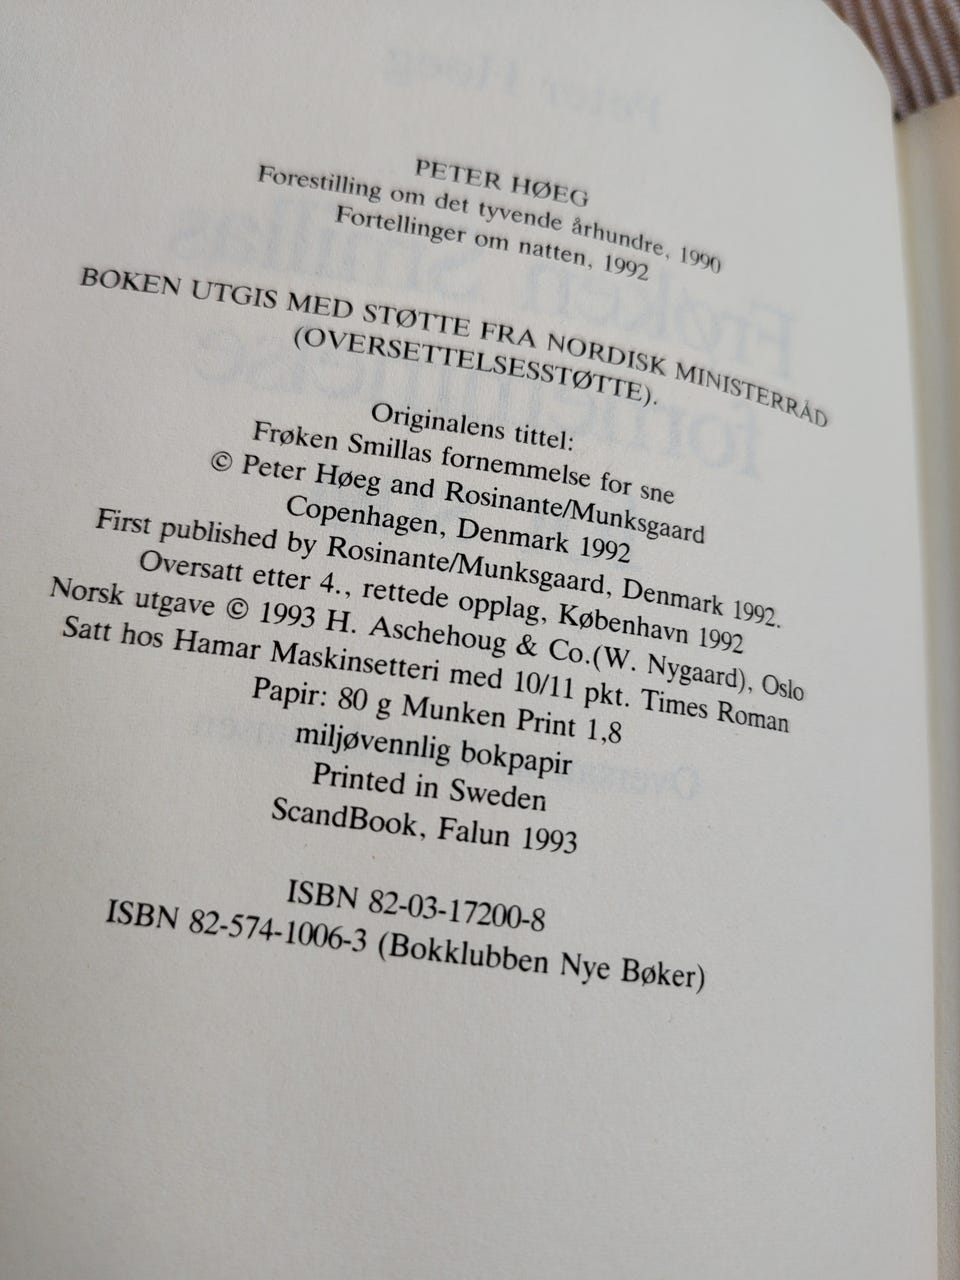 PETER HØEG
Forestilling om det tyvende århundre, 1990
Fortellinger om natten, 1992
BOKEN UTGIS MED STØTTE FRA NORDISK MINISTERRÅD
(OVERSETTELSESSTØTTE).
Originalens tittel:
Frøken Smillas fornemmelse for sne
© Peter Høeg and Rosinante/Munksgaard
Copenhagen, Denmark 1992
First published by Rosinante/Munksgaard, Denmark 1992.
Oversatt etter 4., rettede opplag, København 1992
Norsk utgave © 1993 H. Aschehoug & Co.(W. Nygaard), Oslo
Satt hos Hamar Maskinsetteri med 10/11 pkt. Times Roman
Papir: 80 g Munken Print 1,8
miljøvennlig bokpapir
Printed in Sweden
ScandBook, Falun 1993
ISBN 82-03-17200-8
ISBN 82-574-1006-3 (Bokklubben Nye Bøker)